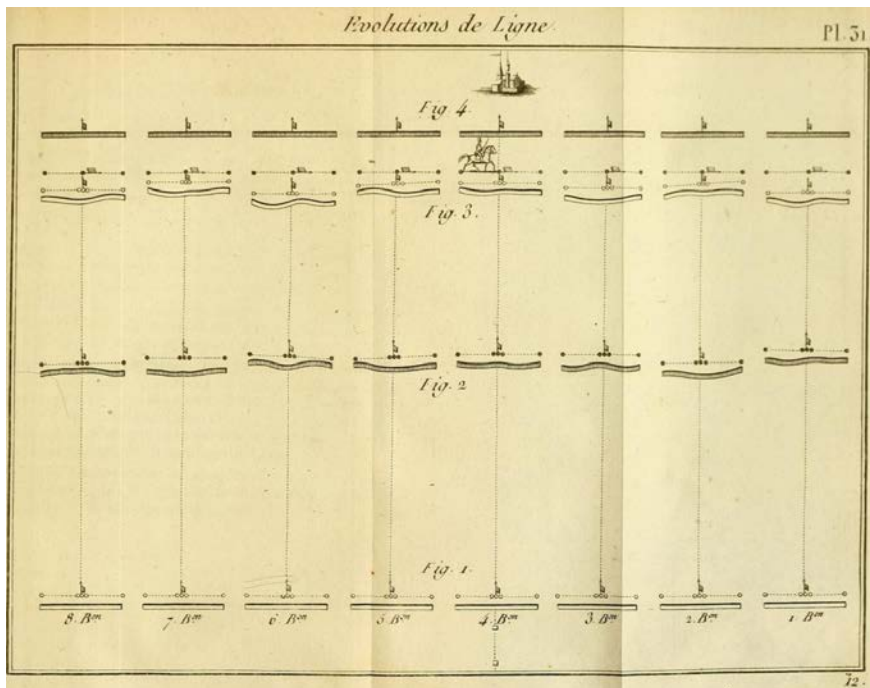 Evolutions de Ligne.
Pl. 31
Fig 4.
Fig. 3.
Fig. 2
Fig. 1.
8. Bon 7. Bon 6. Bon 5. Bon 4. Bon 3. Bon 2. Bon 1. Bon
12.